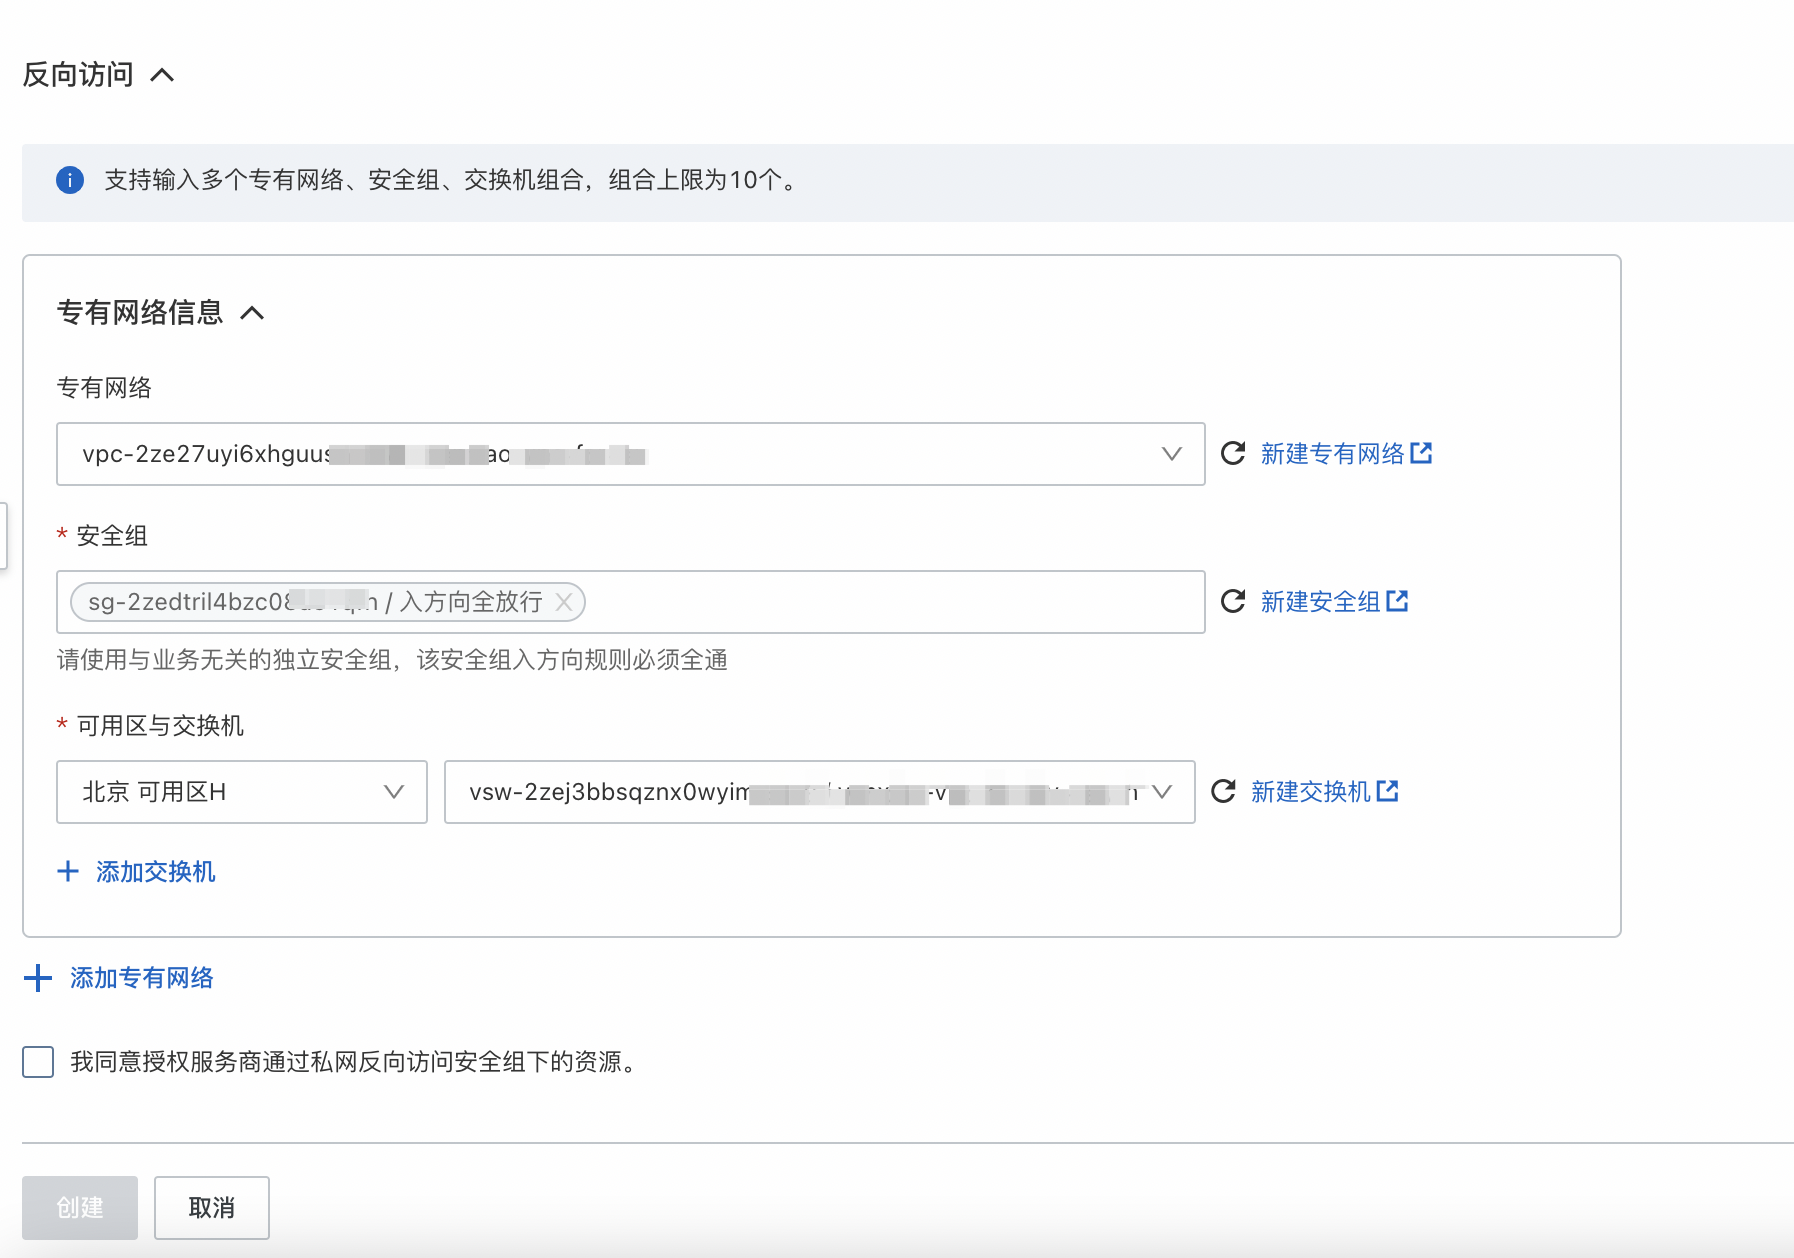 反向访问
支持输入多个专有网络、安全组、交换机组合，组合上限为10个。
专有网络信息
专有网络
vpc-2ze27uyi6xhguus
新建专有网络
* 安全组
sg-2zedtril4bzc08 / 入方向全放行
新建安全组
请使用与业务无关的独立安全组，该安全组入方向规则必须全通
* 可用区与交换机
北京 可用区H
vsw-2zej3bbsqznx0wyim
新建交换机
添加交换机
添加专有网络
我同意授权服务商通过私网反向访问安全组下的资源。
创建
取消